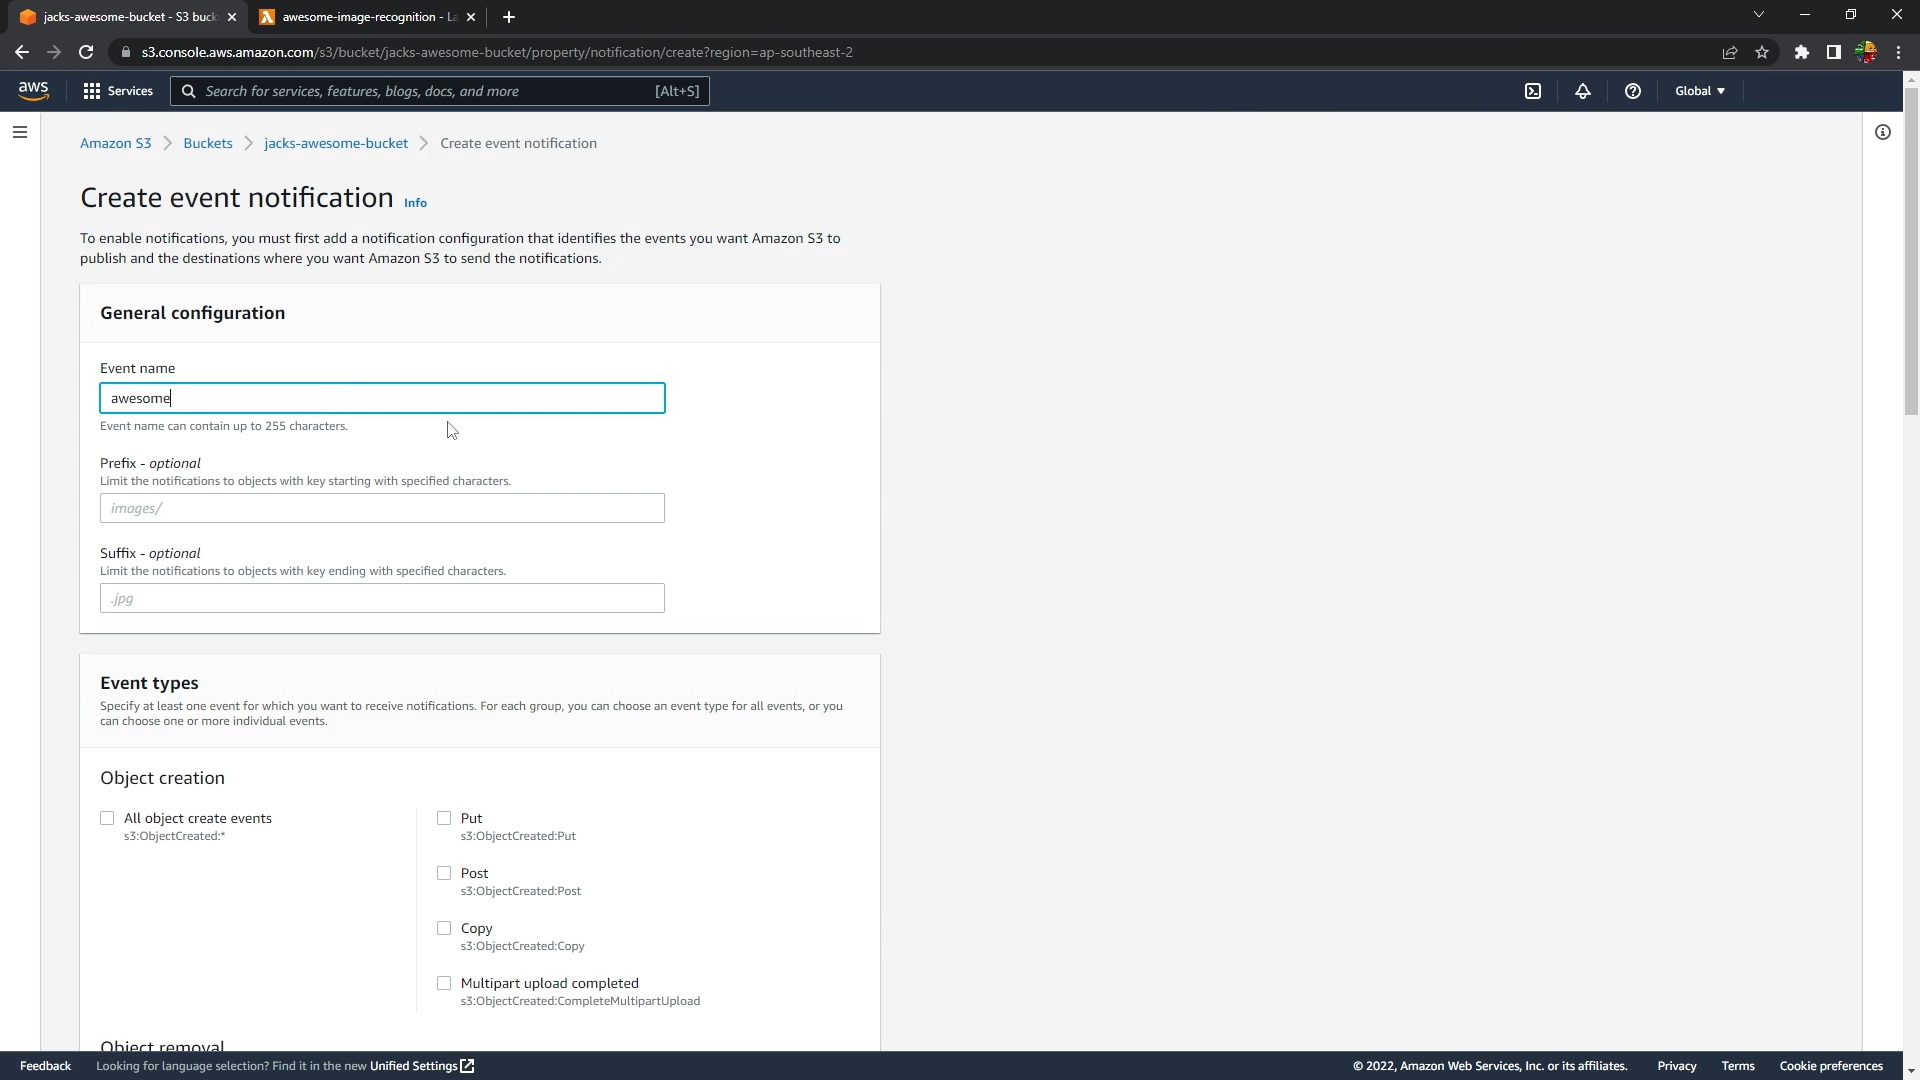 jacks-awesome-bucket - S3 buck
awesome-image-recognition - La
s3.console.aws.amazon.com/s3/bucket/jacks-awesome-bucket/property/notification/create?region=ap-southeast-2
aws
Services
Search for services, features, blogs, docs, and more
[Alt+S]
Global
Amazon S3
Buckets
jacks-awesome-bucket
Create event notification
Create event notification Info
To enable notifications, you must first add a notification configuration that identifies the events you want Amazon S3 to
publish and the destinations where you want Amazon S3 to send the notifications.
General configuration
Event name
awesome
Event name can contain up to 255 characters.
Prefix - optional
Limit the notifications to objects with key starting with specified characters.
images/
Suffix - optional
Limit the notifications to objects with key ending with specified characters.
.jpg
Event types
Specify at least one event for which you want to receive notifications. For each group, you can choose an event type for all events, or you
can choose one or more individual events.
Object creation
All object create events
s3:ObjectCreated:*
Put
s3:ObjectCreated:Put
Post
s3:ObjectCreated:Post
Copy
s3:ObjectCreated:Copy
Multipart upload completed
s3:ObjectCreated:CompleteMultipartUpload
Object removal
Feedback
Looking for language selection? Find it in the new Unified Settings
© 2022, Amazon Web Services, Inc. or its affiliates.
Privacy
Terms
Cookie preferences